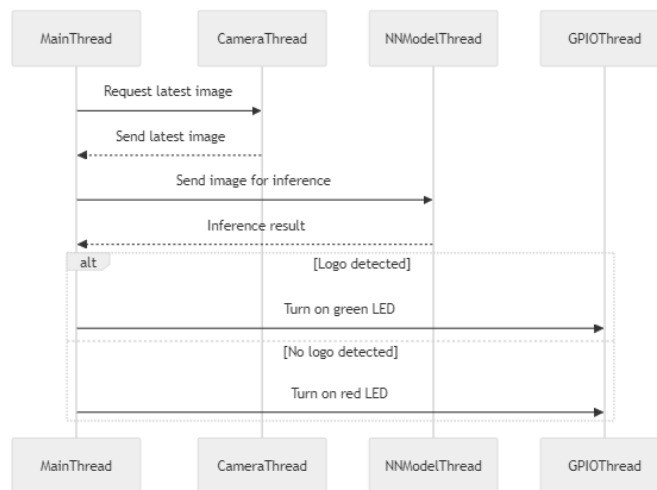 MainThread
CameraThread
NNModelThread
GPIOThread
Request latest image
Send latest image
Send image for inference
Inference result
alt
[Logo detected]
Turn on green LED
[No logo detected]
Turn on red LED
MainThread
CameraThread
NNModelThread
GPIOThread